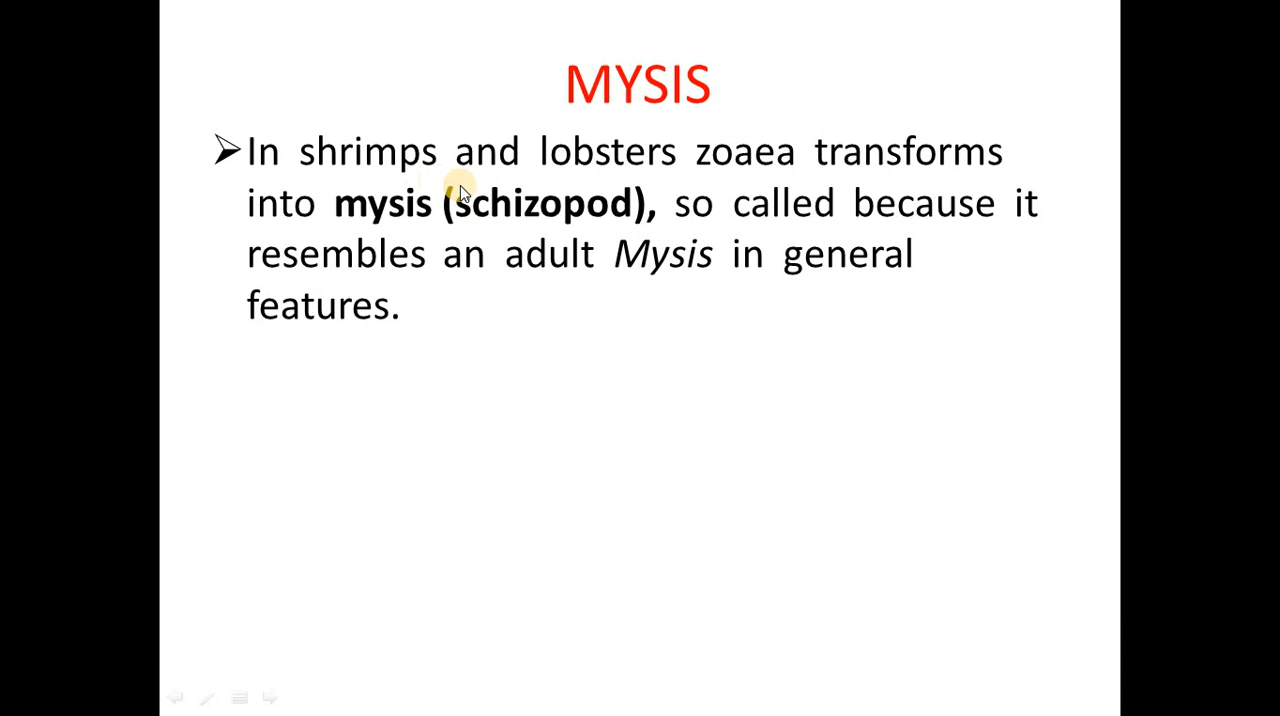 MYSIS
➢In shrimps and lobsters zoaea transforms
into mysis (schizopod), so called because it
resembles an adult Mysis in general
features.